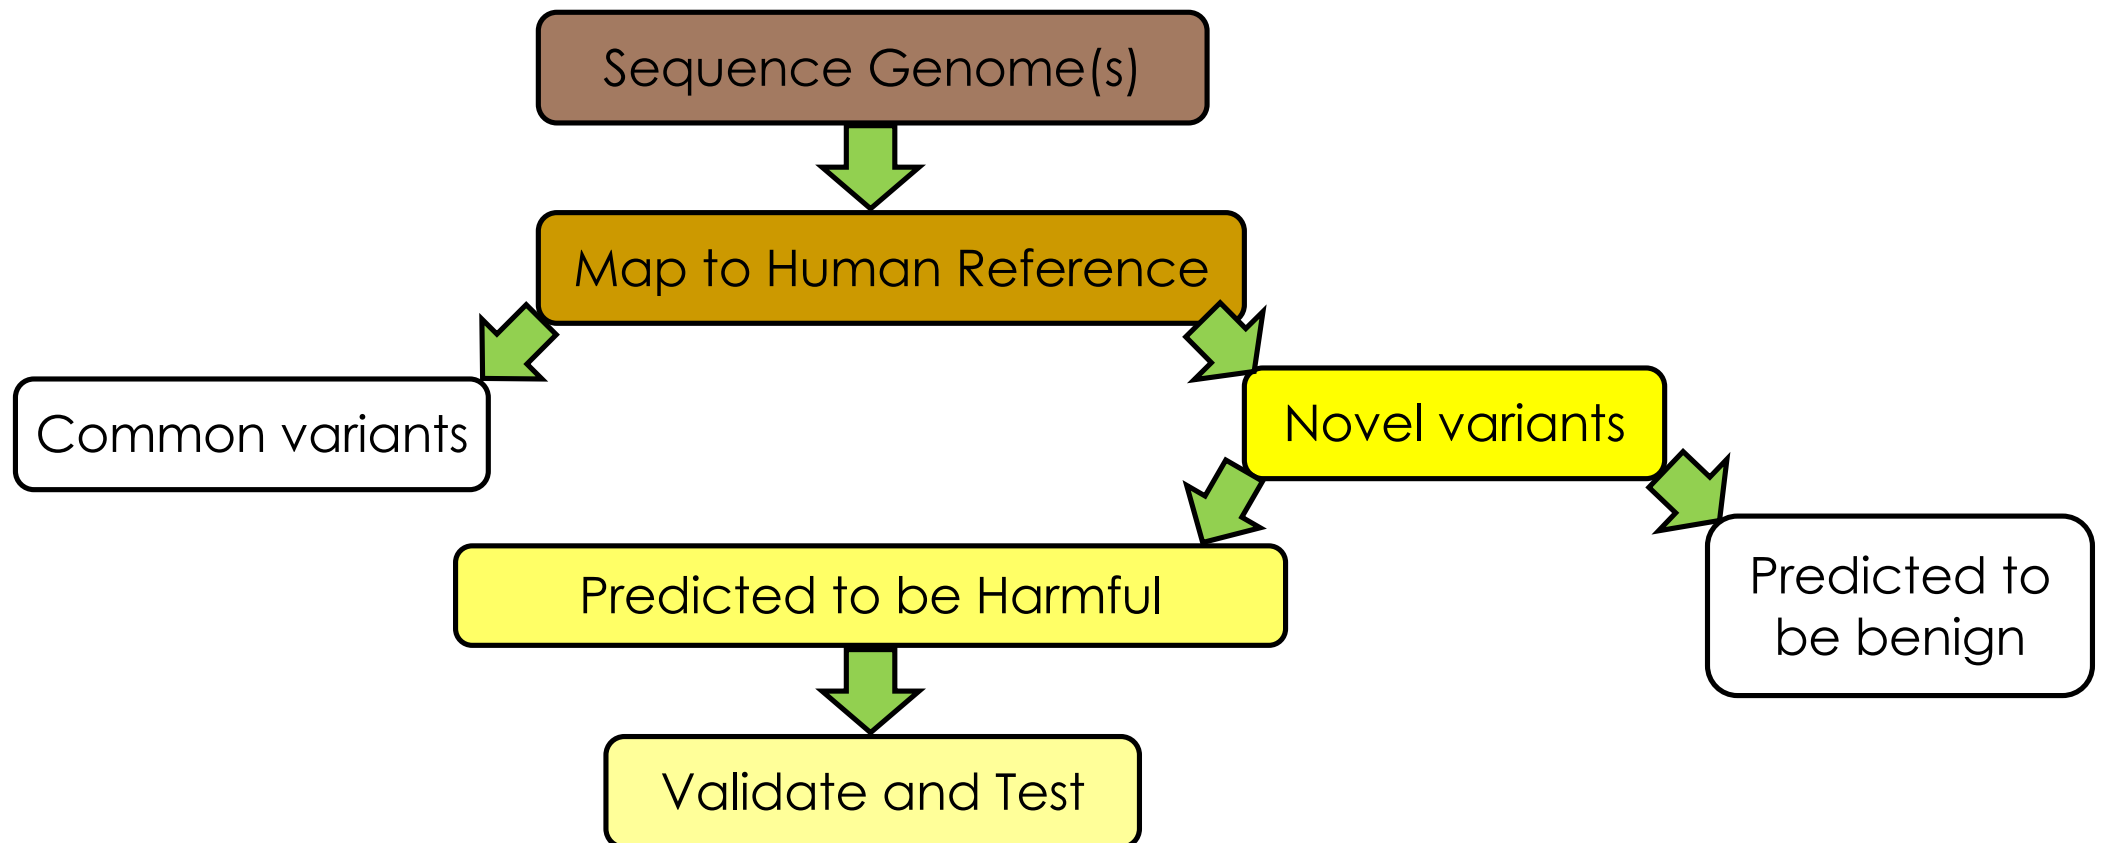 Sequence Genome(s)
Map to Human Reference
Common variants
Novel variants
Predicted to be Harmful
Predicted to
be benign
Validate and Test